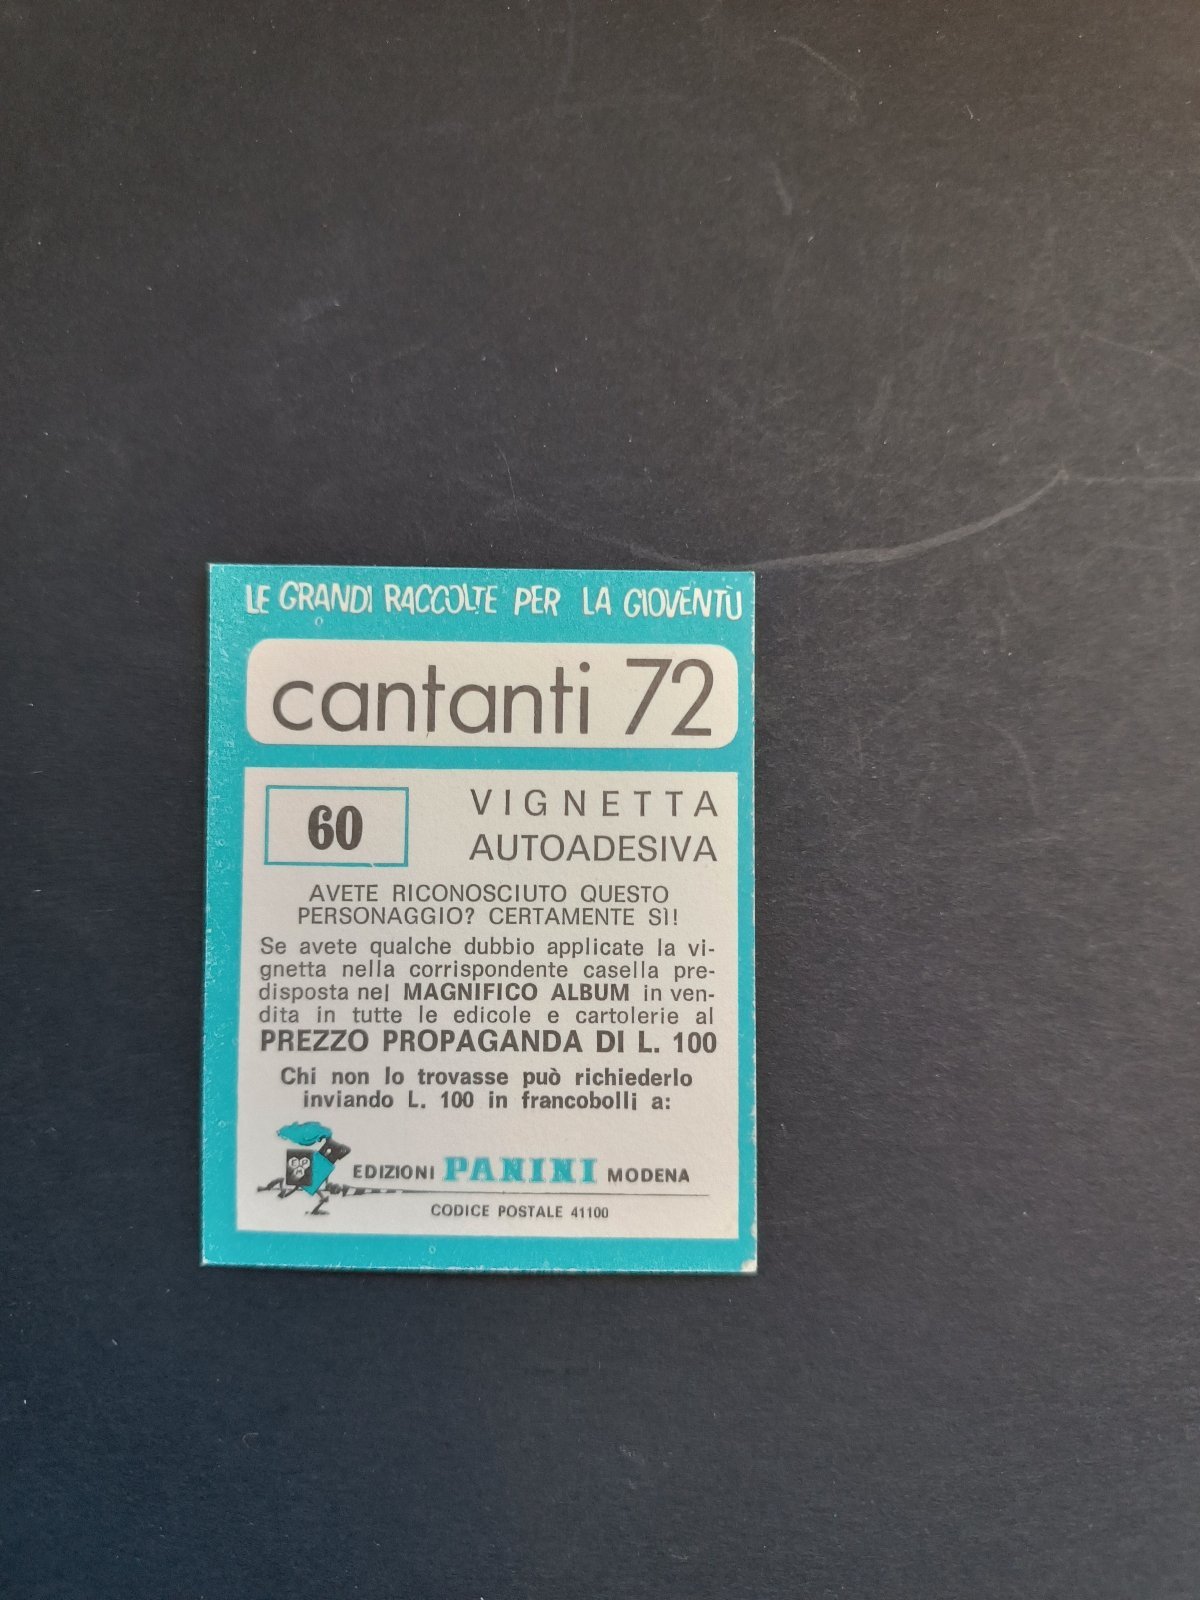 LE GRANDI RACCOLTE PER LA GIOVENTÙ
cantanti 72
60
VIGNETTA
AUTOADESIVA
AVETE RICONOSCIUTO QUESTO
PERSONAGGIO? CERTAMENTE SÌ!
Se avete qualche dubbio applicate la vi-
gnetta nella corrispondente casella pre-
disposta nel MAGNIFICO ALBUM in ven-
dita in tutte le edicole e cartolerie al
PREZZO PROPAGANDA DI L. 100
Chi non lo trovasse può richiederlo
inviando L. 100 in francobolli a:
EDIZIONI PANINI MODENA
CODICE POSTALE 41100